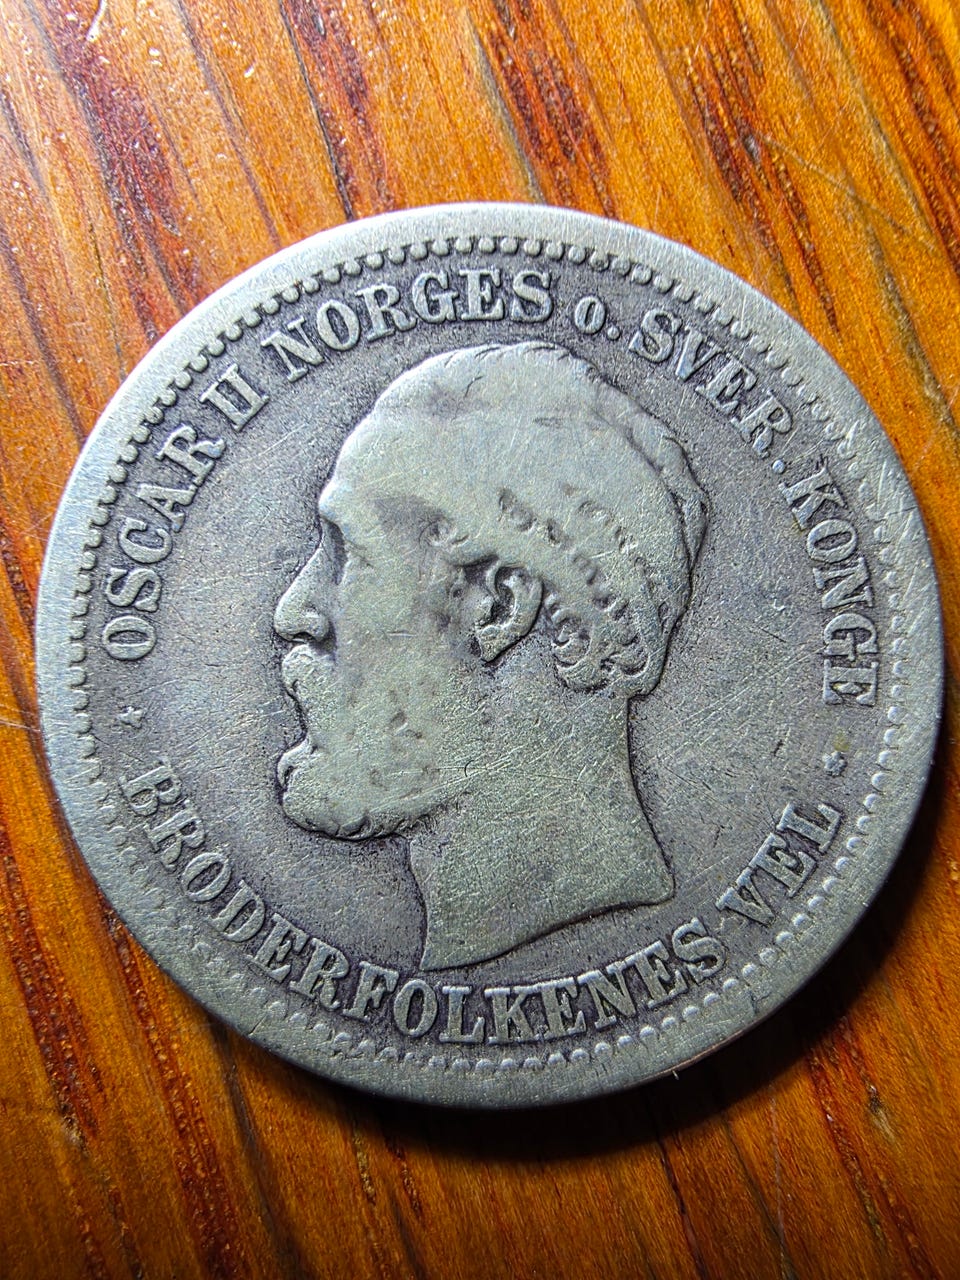 OSCAR II NORGES O. SVER. KONGE
BRODERFOLKENES VEL